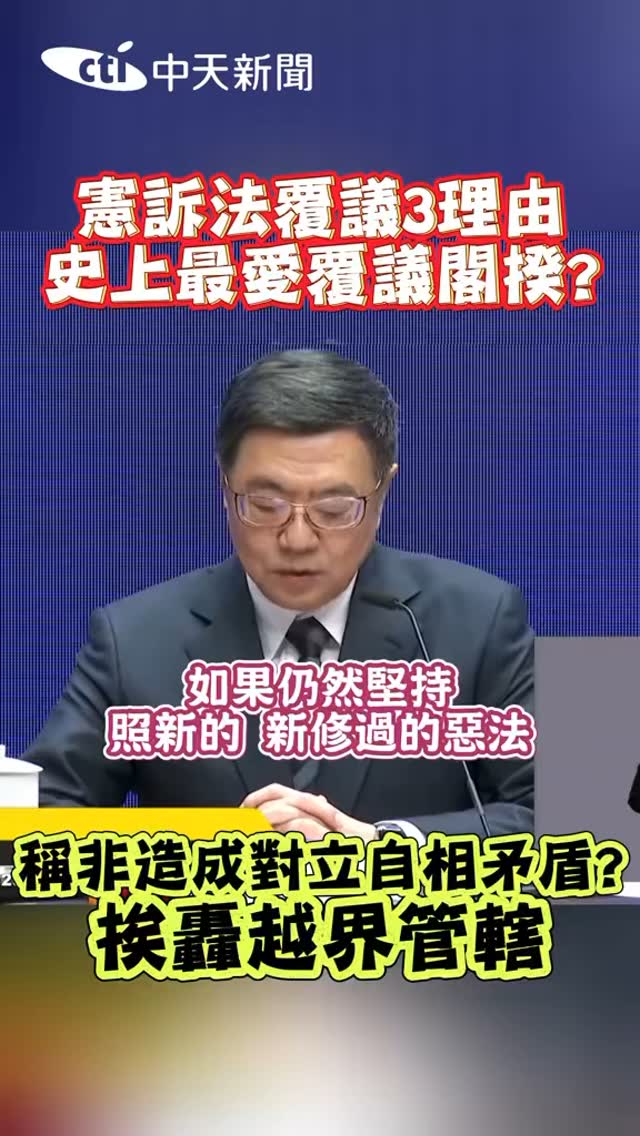 cti 中天新聞
憲訴法覆議3理由
史上最愛覆議閣揆?
如果仍然堅持
照新的 新修過的惡法
稱非造成對立自相矛盾?
挨轟越界管轄